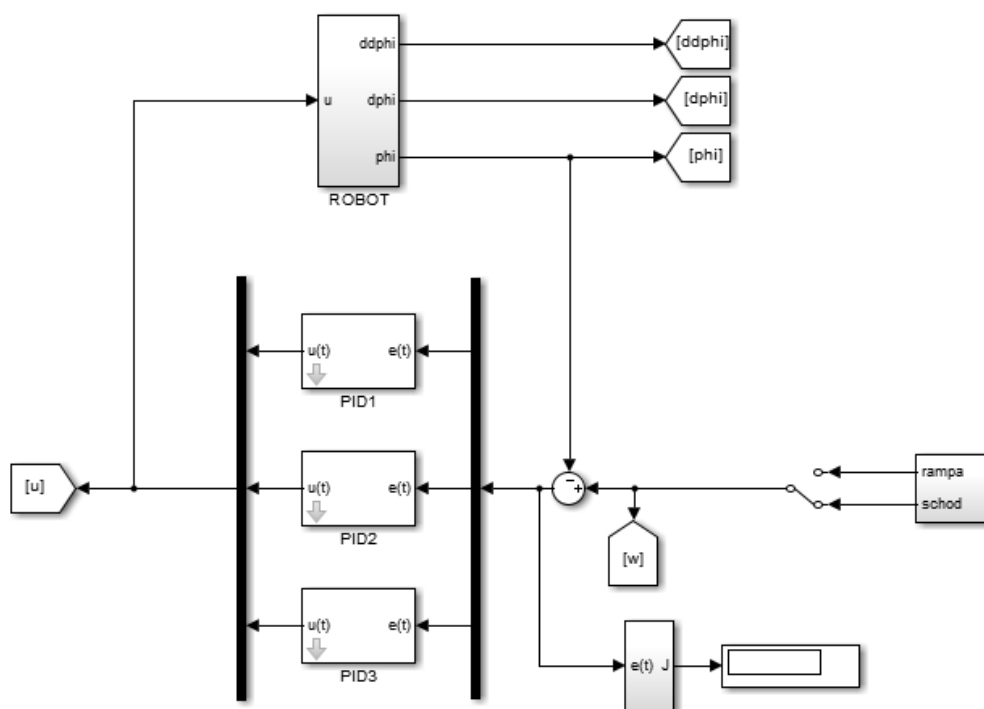 ddphi
[ddphi]
u
dphi
[dphi]
phi
[phi]
ROBOT
u(t)
e(t)
PID1
[u]
u(t)
e(t)
PID2
-
+
rampa
schod
[w]
u(t)
e(t)
PID3
e(t)
J